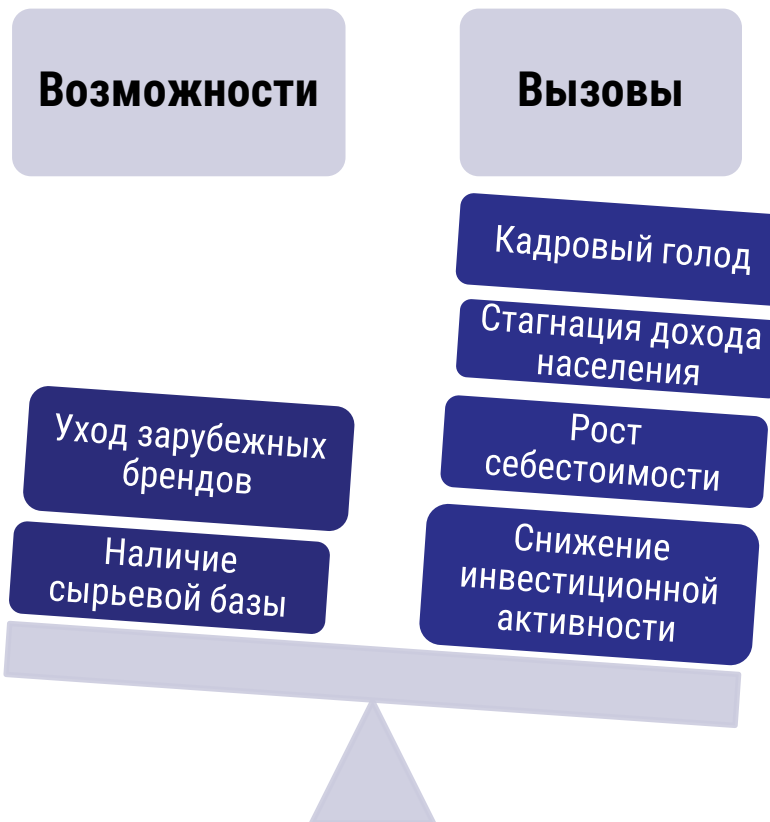 Возможности
Вызовы
Кадровый голод
Стагнация дохода
населения
Уход зарубежных
брендов
Рост
себестоимости
Наличие
сырьевой базы
Снижение
инвестиционной
активности